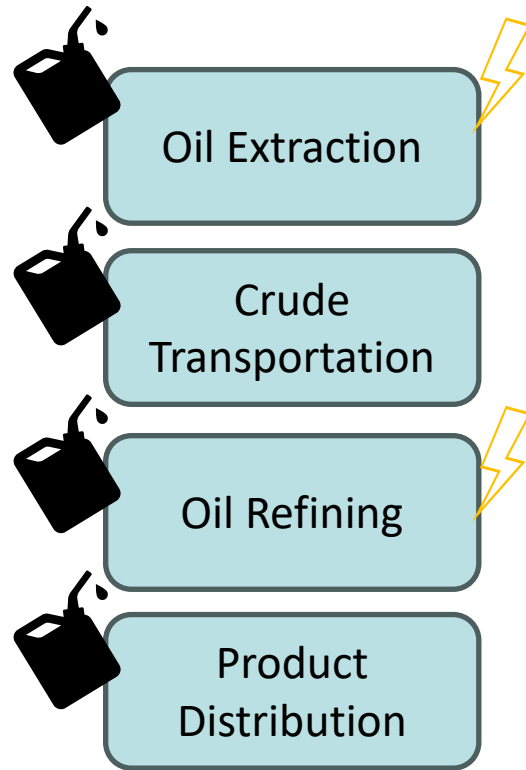 Oil Extraction
Crude
Transportation
Oil Refining
Product
Distribution